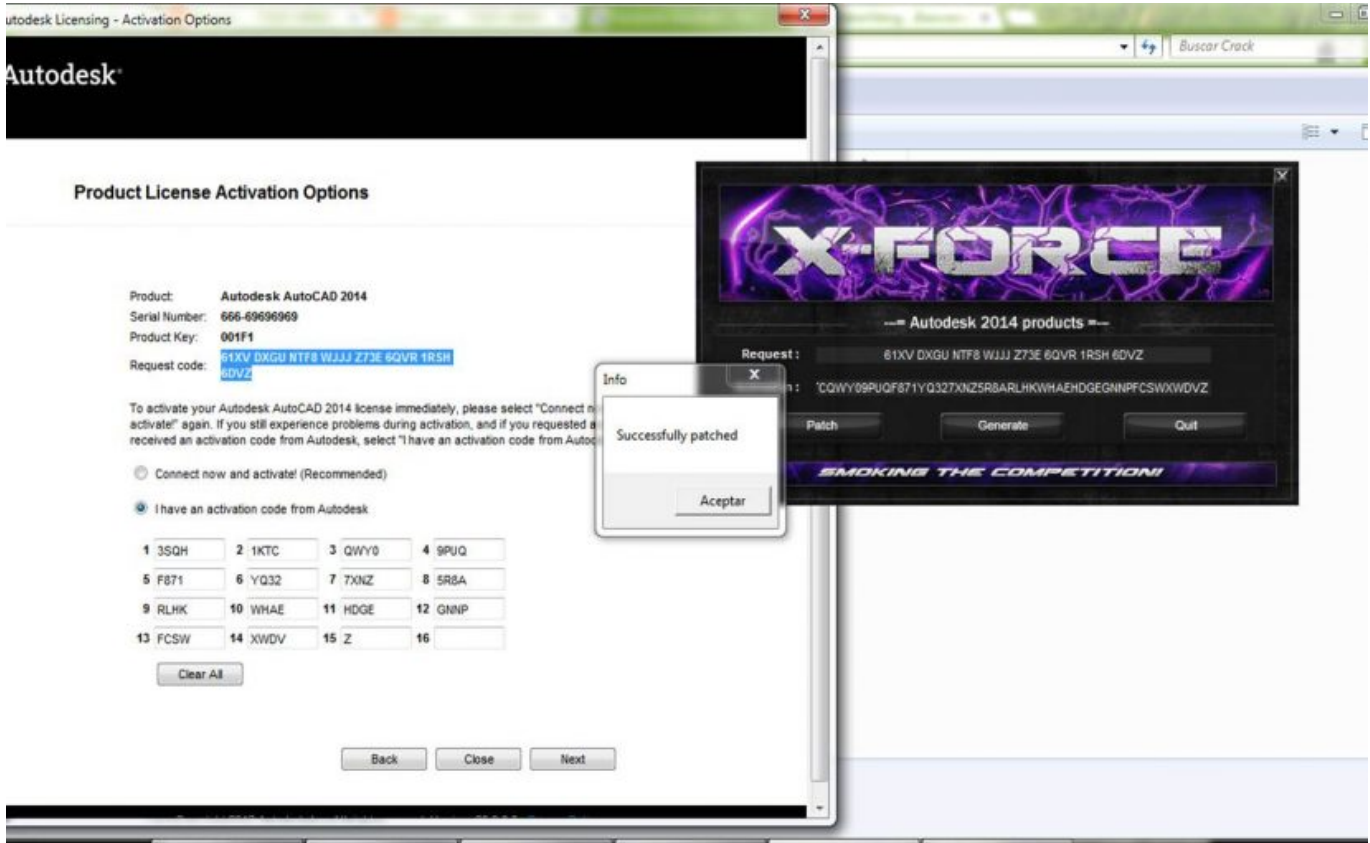 utodesk Licensing - Activation Options
Buscar Crack
Autodesk
Product License Activation Options
Product: Autodesk AutoCAD 2014
Serial Number: 666-69696969
Product Key: 001F1
Request code: 61XV DXGU NTF8 WJJJ Z73E 6QVR 1RSH
6DVZ
To activate your Autodesk AutoCAD 2014 license immediately, please select "Connect n
activate!" again. If you still experience problems during activation, and if you requested a
received an activation code from Autodesk, select "I have an activation code from Autod
Connect now and activate! (Recommended)
I have an activation code from Autodesk
1 3SQH 2 1KTC 3 QWY0 4 9PUQ
5 F871 6 YQ32 7 7XNZ 8 5R8A
9 RLHK 10 WHAE 11 HDGE 12 GNNP
13 FCSW 14 XWDV 15 Z 16
Clear All
Back Close Next
X-FORCE
---= Autodesk 2014 products =---
Request : 61XV DXGU NTF8 WJJJ Z73E 6QVR 1RSH 6DVZ
n : CQWY09PUQF871YQ327XNZ5R8ARLHKWHAEHDGEGNNPFCSWXWDVZ
Patch Generate Quit
SMOKING THE COMPETITION!
Info
Successfully patched
Aceptar